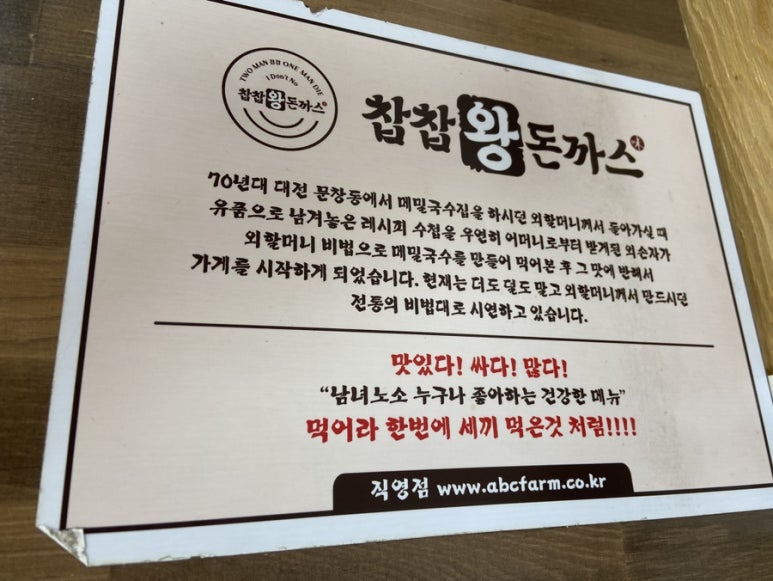 TWO MAN 먹다 ONE MAN DIE
I Don't No
찹찹왕돈까스
찹찹왕돈까스
70년대 대전 문창동에서 메밀국수집을 하시던 외할머니께서 돌아가실 때
유품으로 남겨놓은 레시피 수첩을 우연히 어머니로부터 받게된 외손자가
외할머니 비법으로 메밀국수를 만들어 먹어본 후 그 맛에 반해서
가게를 시작하게 되었습니다. 현재는 더도 덜도 말고 외할머니께서 만드시던
전통의 비법대로 시연하고 있습니다.
맛있다! 싸다! 많다!
“남녀노소 누구나 좋아하는 건강한 메뉴”
먹어라 한번에 세끼 먹은것 처럼!!!!
직영점 www.abcfarm.co.kr